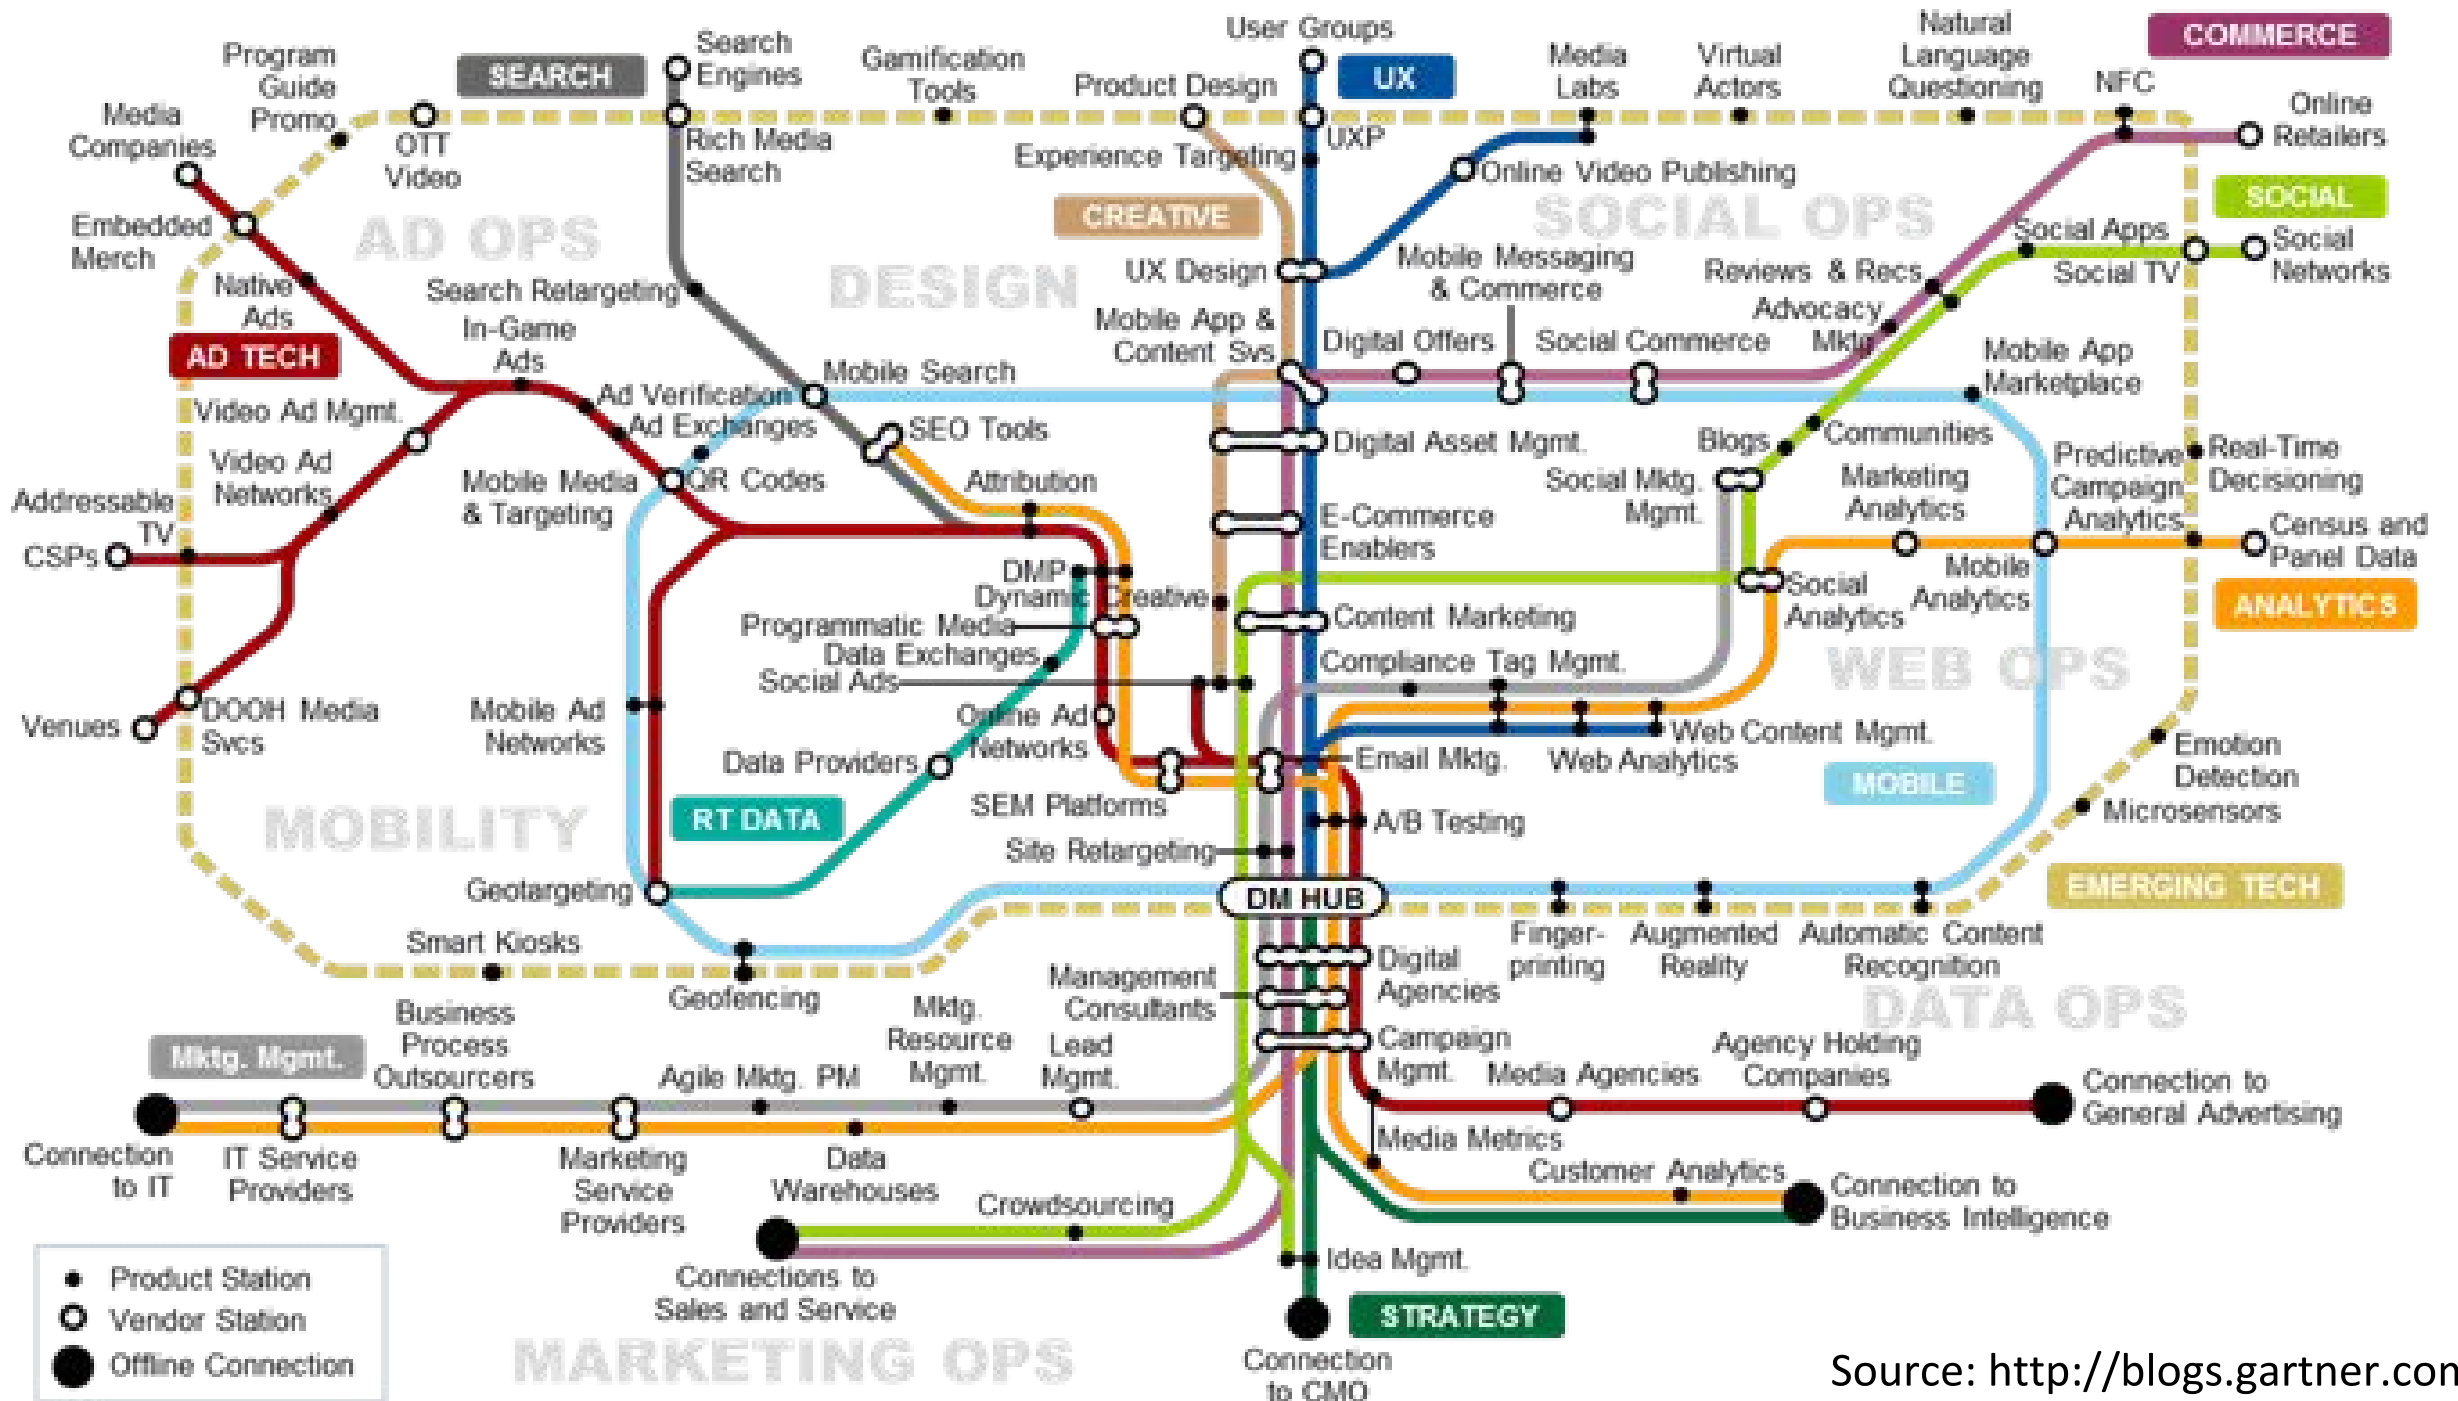 User Groups
COMMERCE
Search
Engines
SEARCH
Program
Guide
Promo
Gamification
Tools
Product Design
UX
Media
Labs
Virtual
Actors
Natural
Language
Questioning
NFC
Online
Retailers
Media
Companies
OTT
Video
Rich Media
Search
Experience Targeting
UXP
Online Video Publishing
SOCIAL
Embedded
Merch
AD OPS
CREATIVE
SOCIAL OPS
Social Apps
Social
Networks
Native
Ads
Search Retargeting
DESIGN
UX Design
Mobile Messaging
& Commerce
Reviews & Recs
Social TV
AD TECH
In-Game
Ads
Mobile App &
Content Svs
Digital Offers
Social Commerce
Advocacy
Mktg
Mobile App
Marketplace
Video Ad Mgmt.
Ad Verification
Mobile Search
Ad Exchanges
SEO Tools
Digital Asset Mgmt.
Blogs
Communities
Video Ad
Networks
Mobile Media
& Targeting
QR Codes
Attribution
Social Mktg.
Mgmt.
Marketing
Analytics
Predictive
Campaign
Analytics
Real-Time
Decisioning
Addressable
TV
CSPs
E-Commerce
Enablers
Census and
Panel Data
DMP
Dynamic Creative
Social
Analytics
Mobile
Analytics
ANALYTICS
Programmatic Media
Content Marketing
Data Exchanges
Compliance Tag Mgmt.
WEB OPS
Social Ads
Venues
DOOH Media
Svcs
Mobile Ad
Networks
Online Ad
Networks
Web Content Mgmt.
Data Providers
Email Mktg.
Web Analytics
Emotion
Detection
SEM Platforms
MOBILE
Microsensors
MOBILITY
RT DATA
A/B Testing
Site Retargeting
Geotargeting
DM HUB
EMERGING TECH
Smart Kiosks
Finger-
printing
Augmented
Reality
Automatic Content
Recognition
Geofencing
Management
Consultants
Digital
Agencies
DATA OPS
Mktg. Mgmt.
Business
Process
Outsourcers
Agile Mktg. PM
Mktg.
Resource
Mgmt.
Lead
Mgmt.
Campaign
Mgmt.
Media Agencies
Agency Holding
Companies
Connection to
General Advertising
Connection
to IT
IT Service
Providers
Marketing
Service
Providers
Data
Warehouses
Media Metrics
Customer Analytics
Connection to
Business Intelligence
Crowdsourcing
Connections to
Sales and Service
Idea Mgmt.
Product Station
Vendor Station
Offline Connection
STRATEGY
MARKETING OPS
Connection
to CMO
Source: http://blogs.gartner.con